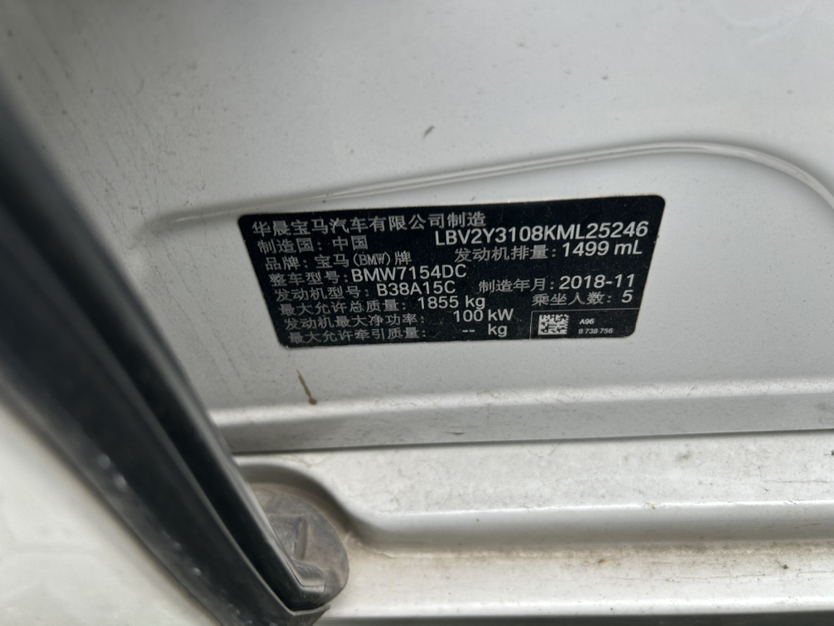 华晨宝马汽车有限公司制造
制造国：中国 LBV2Y3108KML25246
品牌：宝马(BMW)牌 发动机排量：1499 mL
整车型号：BMW7154DC
发动机型号：B38A15C 制造年月：2018-11
最大允许总质量：1855 kg 乘坐人数：5
发动机最大净功率： 100 kW
最大允许牵引质量： -- kg
A96
8 738 756